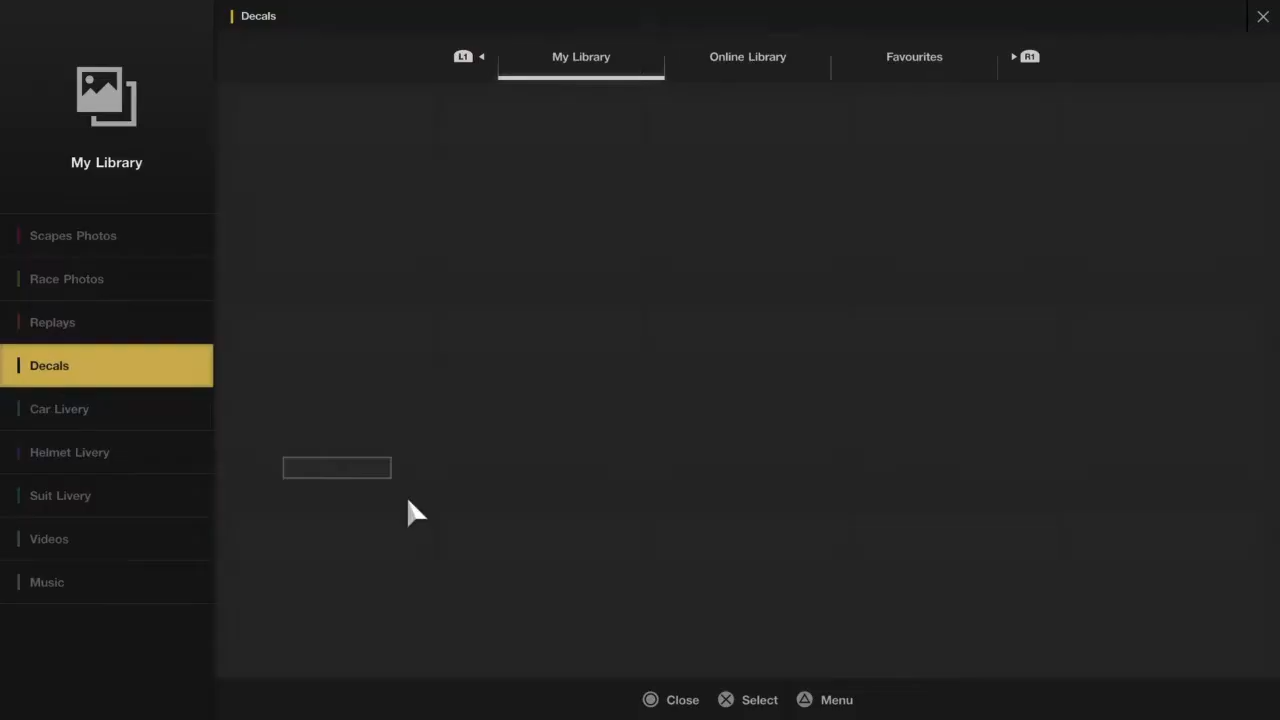 Decals
L1
My Library
Online Library
Favourites
R1
My Library
Scapes Photos
Race Photos
Replays
Decals
Car Livery
Helmet Livery
Suit Livery
Videos
Music
Close
Select
Menu